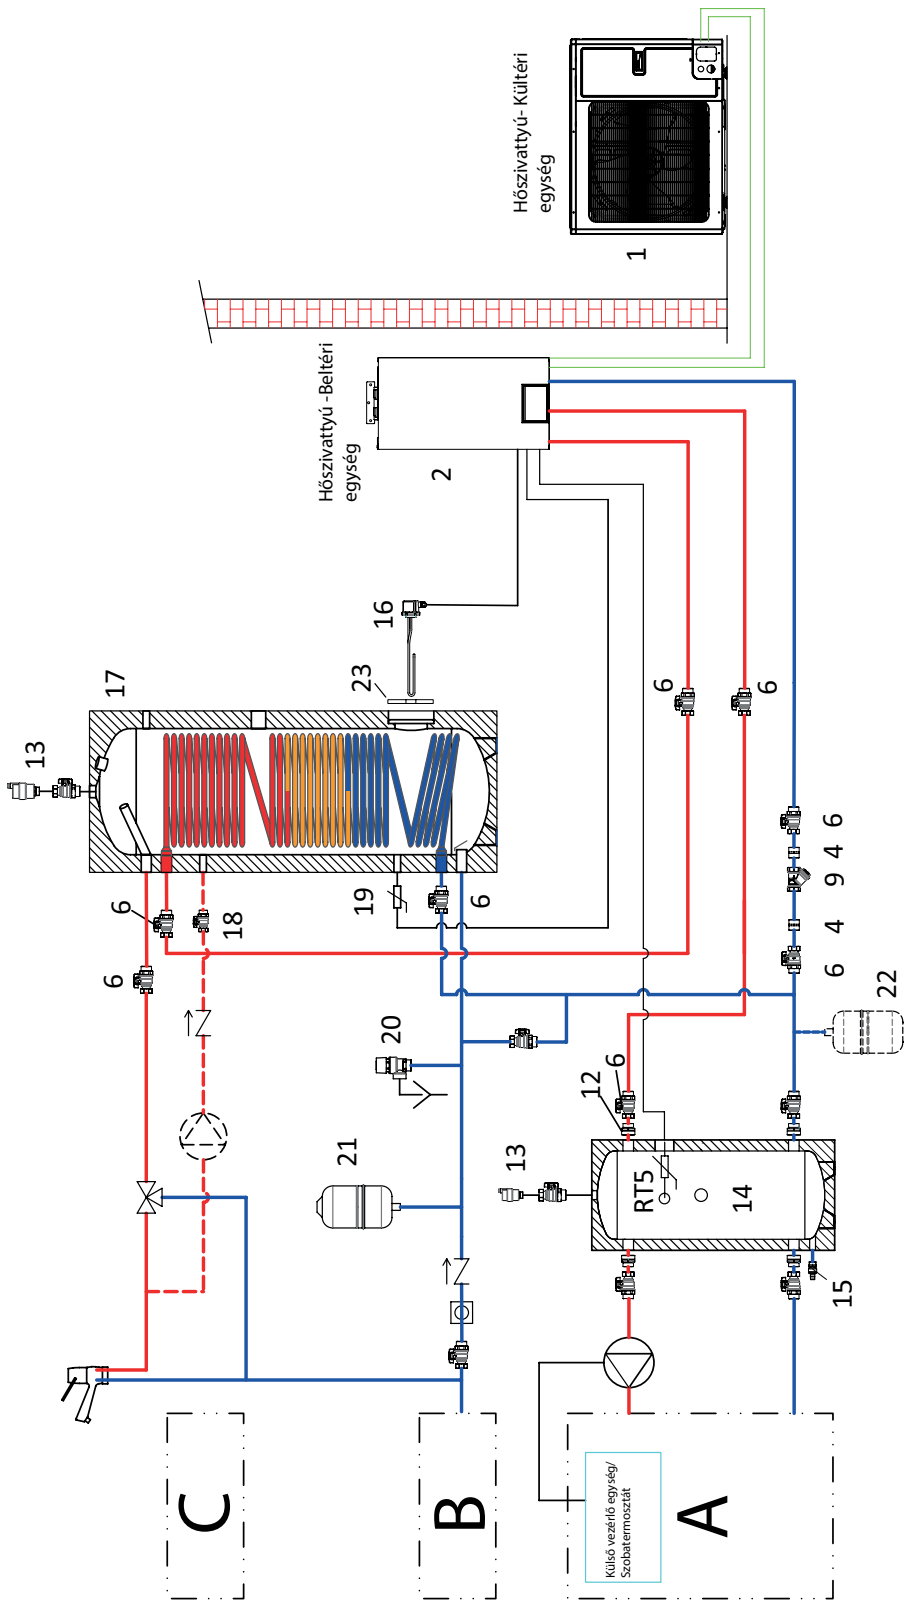 13
17
6
6
C
18
Hőszivattyú -Beltéri
egység
21
19
23
16
20
2
B
6
Hőszivattyú- Kültéri
egység
13
12
6
Külső vezérlő egység/
Szobatermosztát
1
RT5
6
A
14
6
15
6
4
9
4
6
22